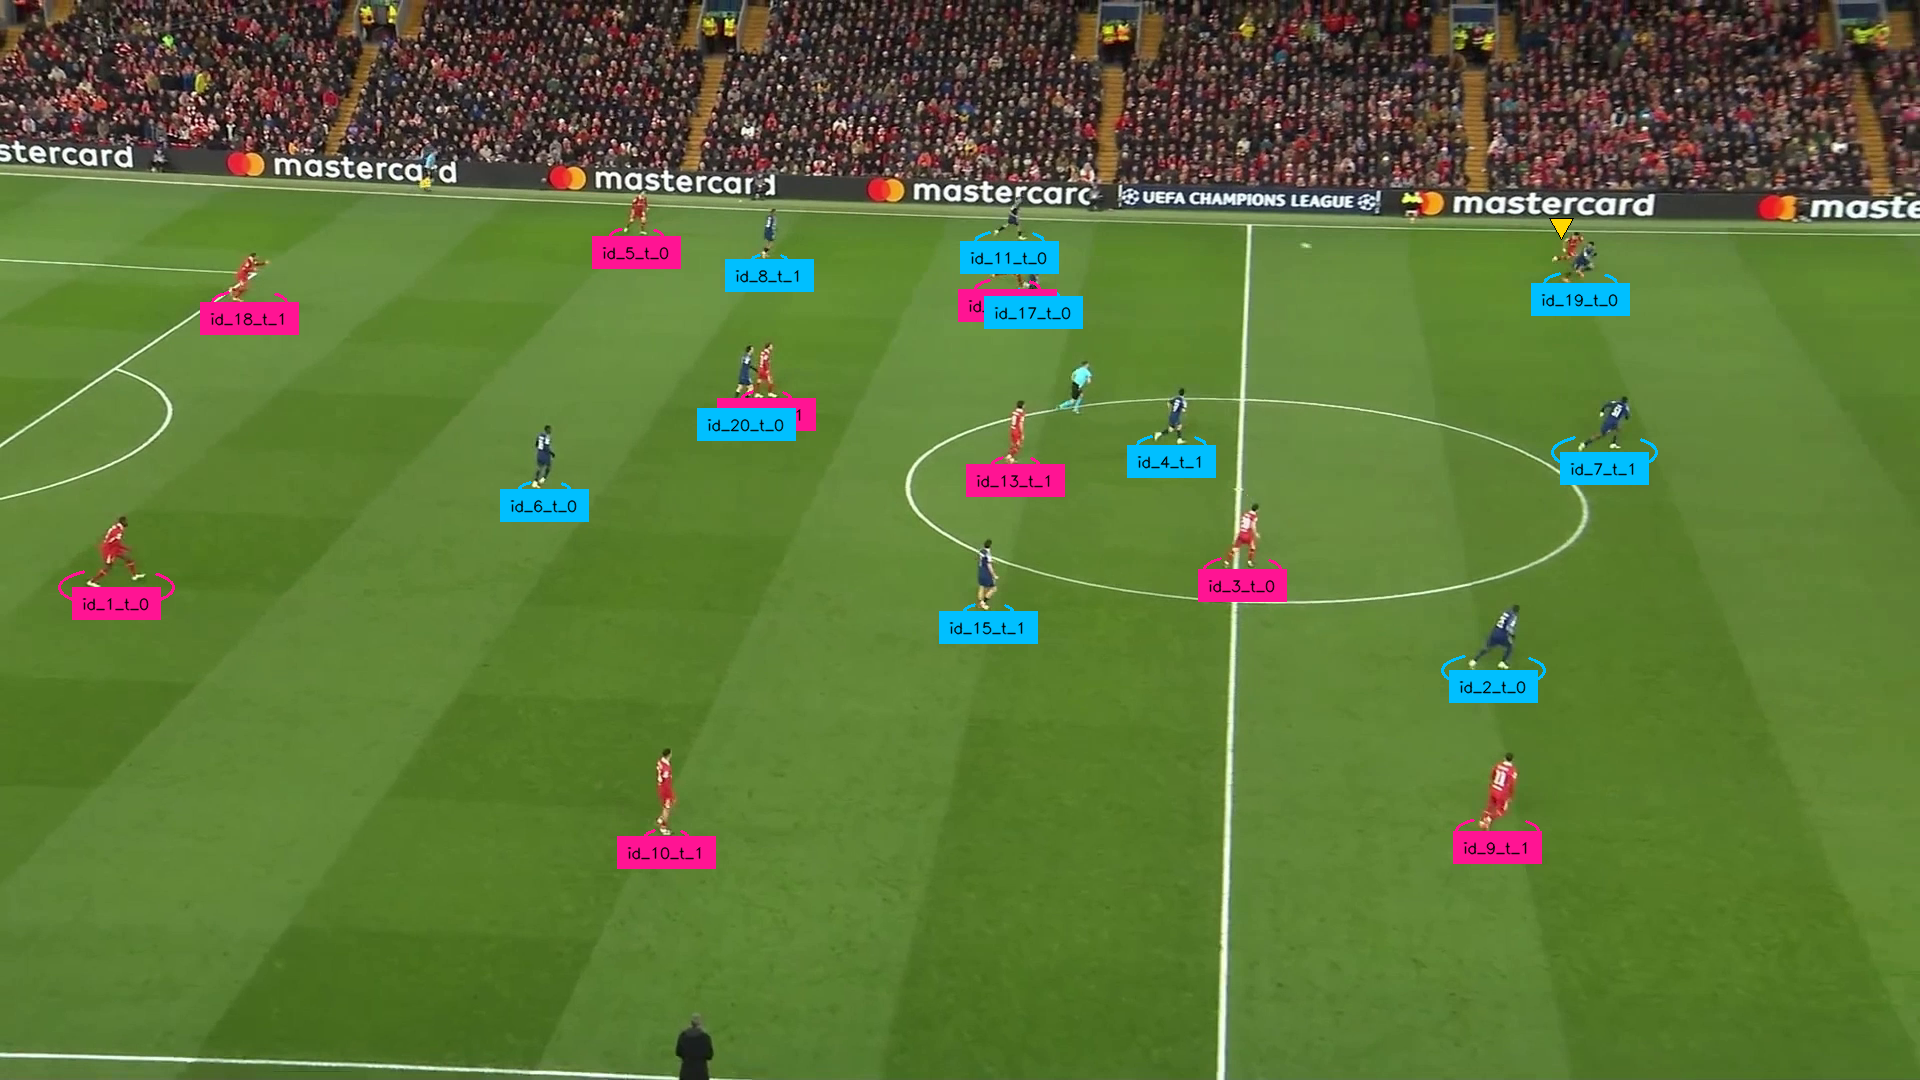 stercard
mastercard
mastercard
mastercard
UEFA CHAMPIONS LEAGUE
mastercard
maste
id_5_t_0
id_8_t_1
id_11_t_0
id_19_t_0
id_18_t_1
id_17_t_0
id_20_t_0
id_13_t_1
id_4_t_1
id_7_t_1
id_6_t_0
id_3_t_0
id_1_t_0
id_15_t_1
id_2_t_0
11
id_10_t_1
id_9_t_1